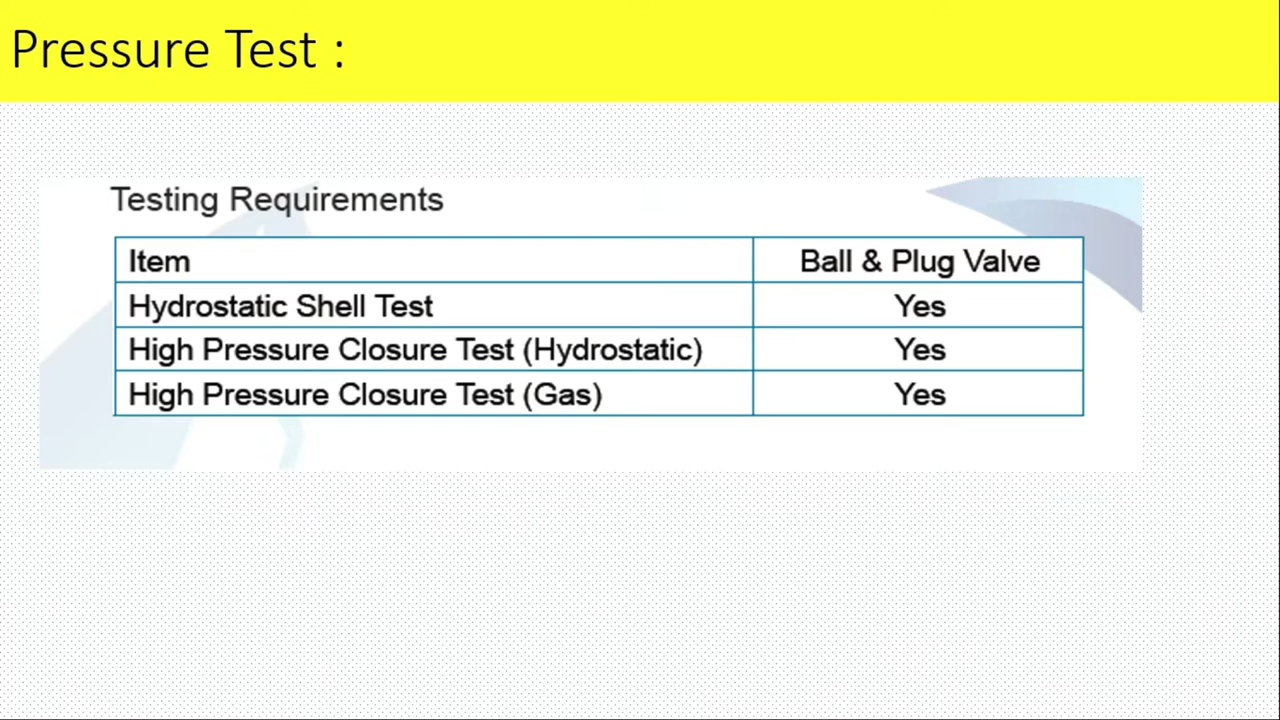 Pressure Test :
Testing Requirements
Item Ball & Plug Valve
Hydrostatic Shell Test Yes
High Pressure Closure Test (Hydrostatic) Yes
High Pressure Closure Test (Gas) Yes